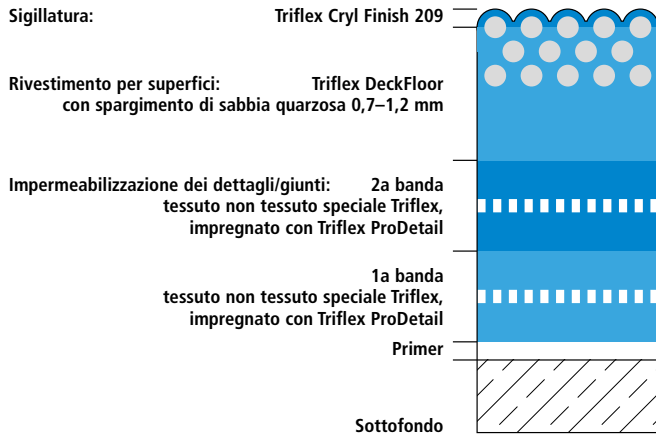 Sigillatura: Triflex Cryl Finish 209
Rivestimento per superfici: Triflex DeckFloor
con spargimento di sabbia quarzosa 0,7–1,2 mm
Impermeabilizzazione dei dettagli/giunti: 2a banda
tessuto non tessuto speciale Triflex,
impregnato con Triflex ProDetail
1a banda
tessuto non tessuto speciale Triflex,
impregnato con Triflex ProDetail
Primer
Sottofondo